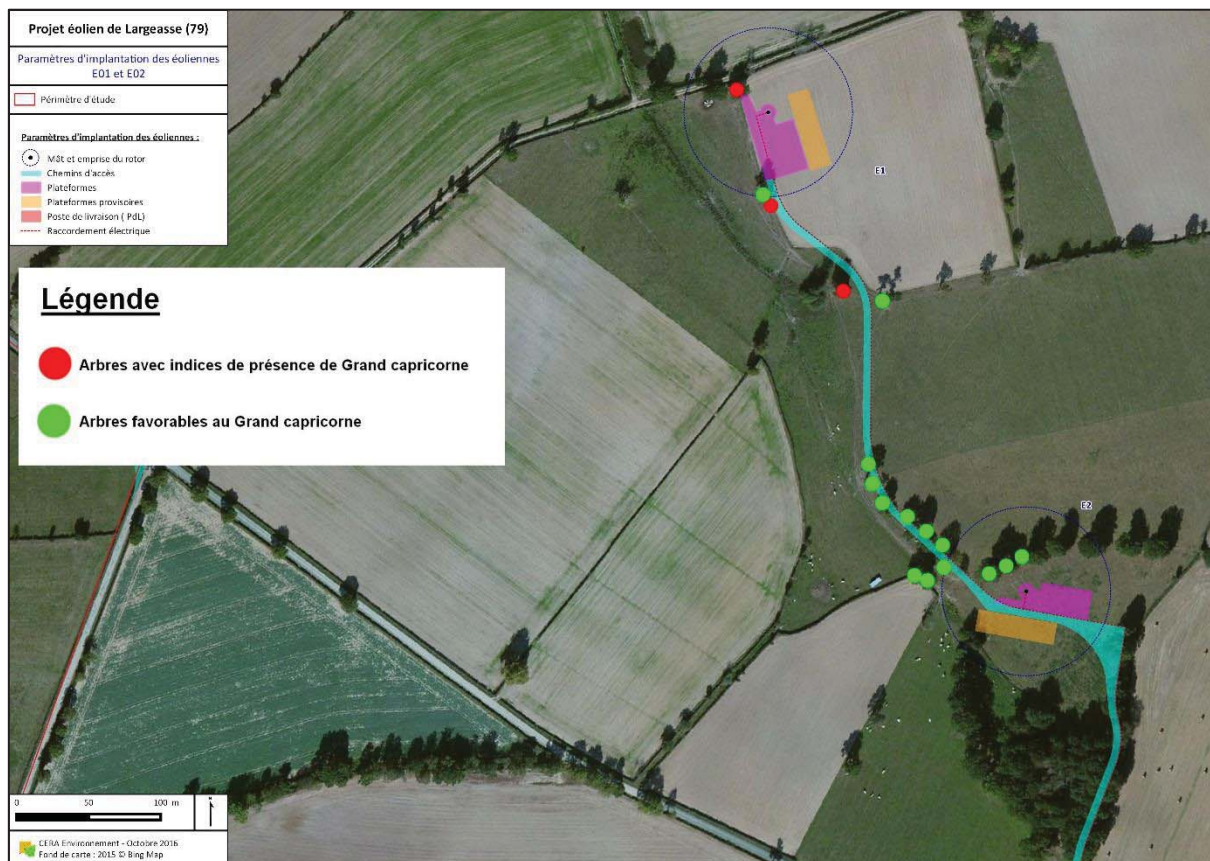 Projet éolien de Largeasse (79)
Paramètres d'implantation des éoliennes
E01 et E02
Périmètre d'étude
Paramètres d'implantation des éoliennes :
Mât et emprise du rotor
Chemins d'accès
Plateformes
Plateformes provisoires
Poste de livraison ( PdL)
Raccordement électrique
Légende
Arbres avec indices de présence de Grand capricorne
Arbres favorables au Grand capricorne
E1
E2
0 50 100 m
CERA Environnement - Octobre 2016
Fond de carte : 2015 © Bing Map